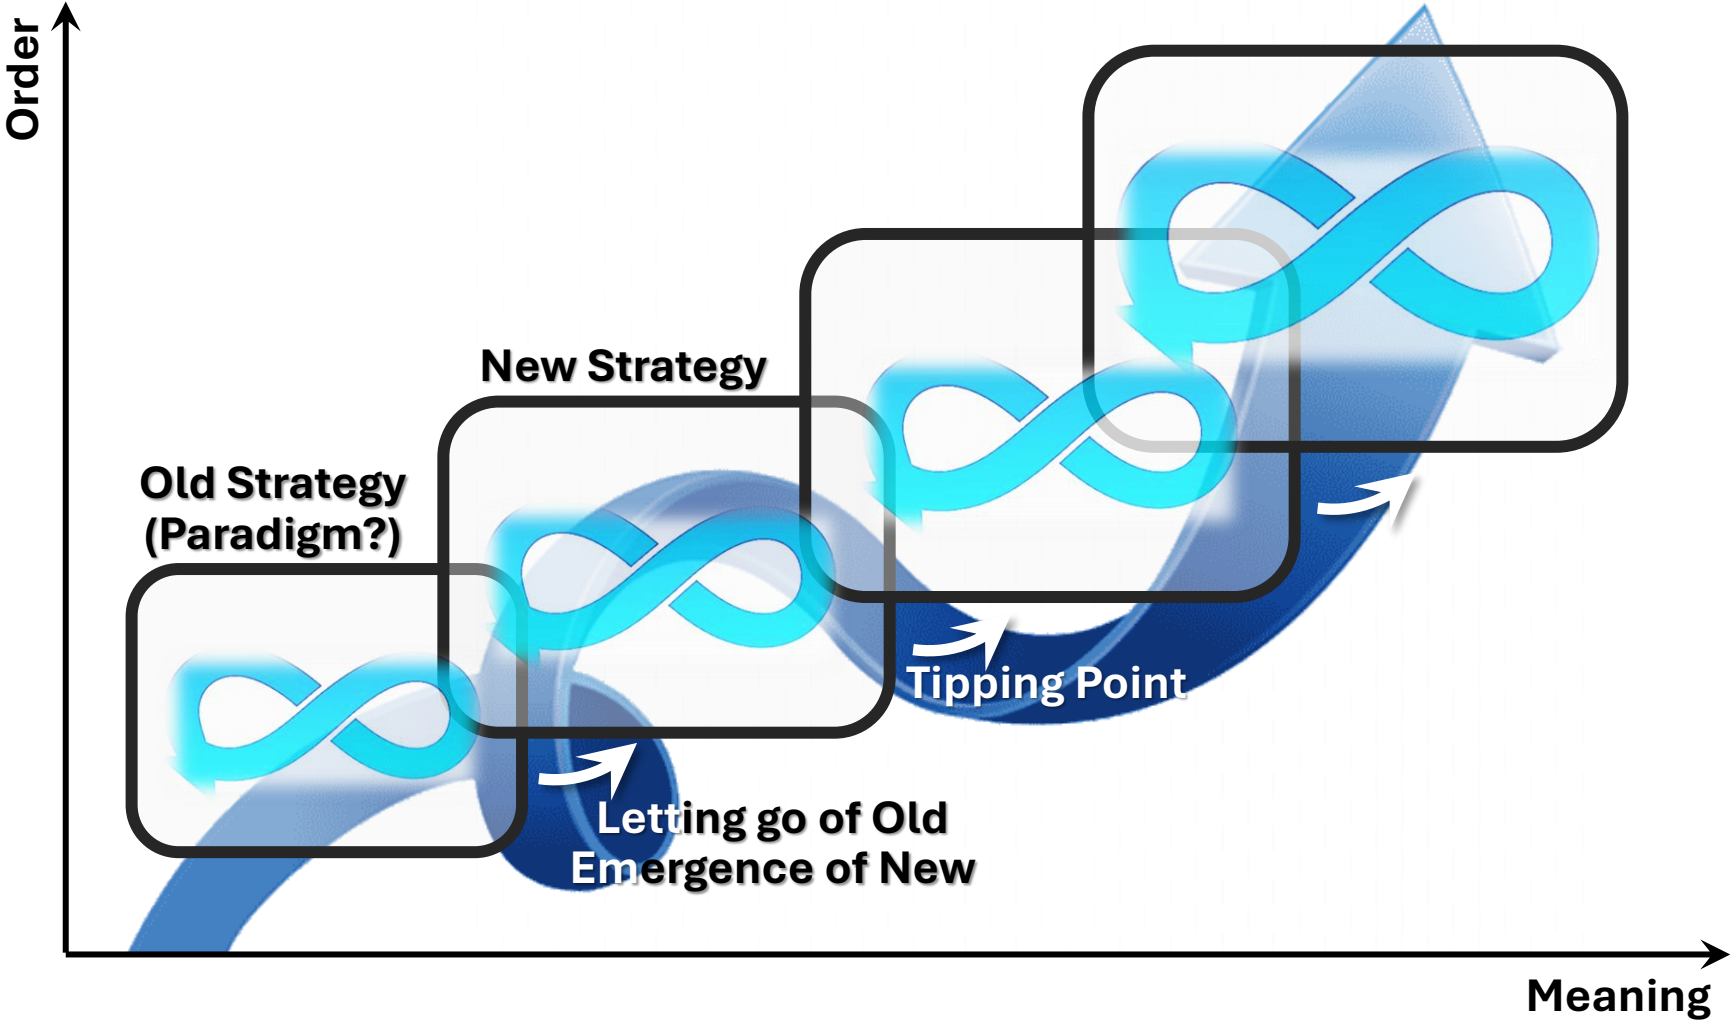 Order
New Strategy
Old Strategy
(Paradigm?)
Tipping Point
Letting go of Old
Emergence of New
Meaning